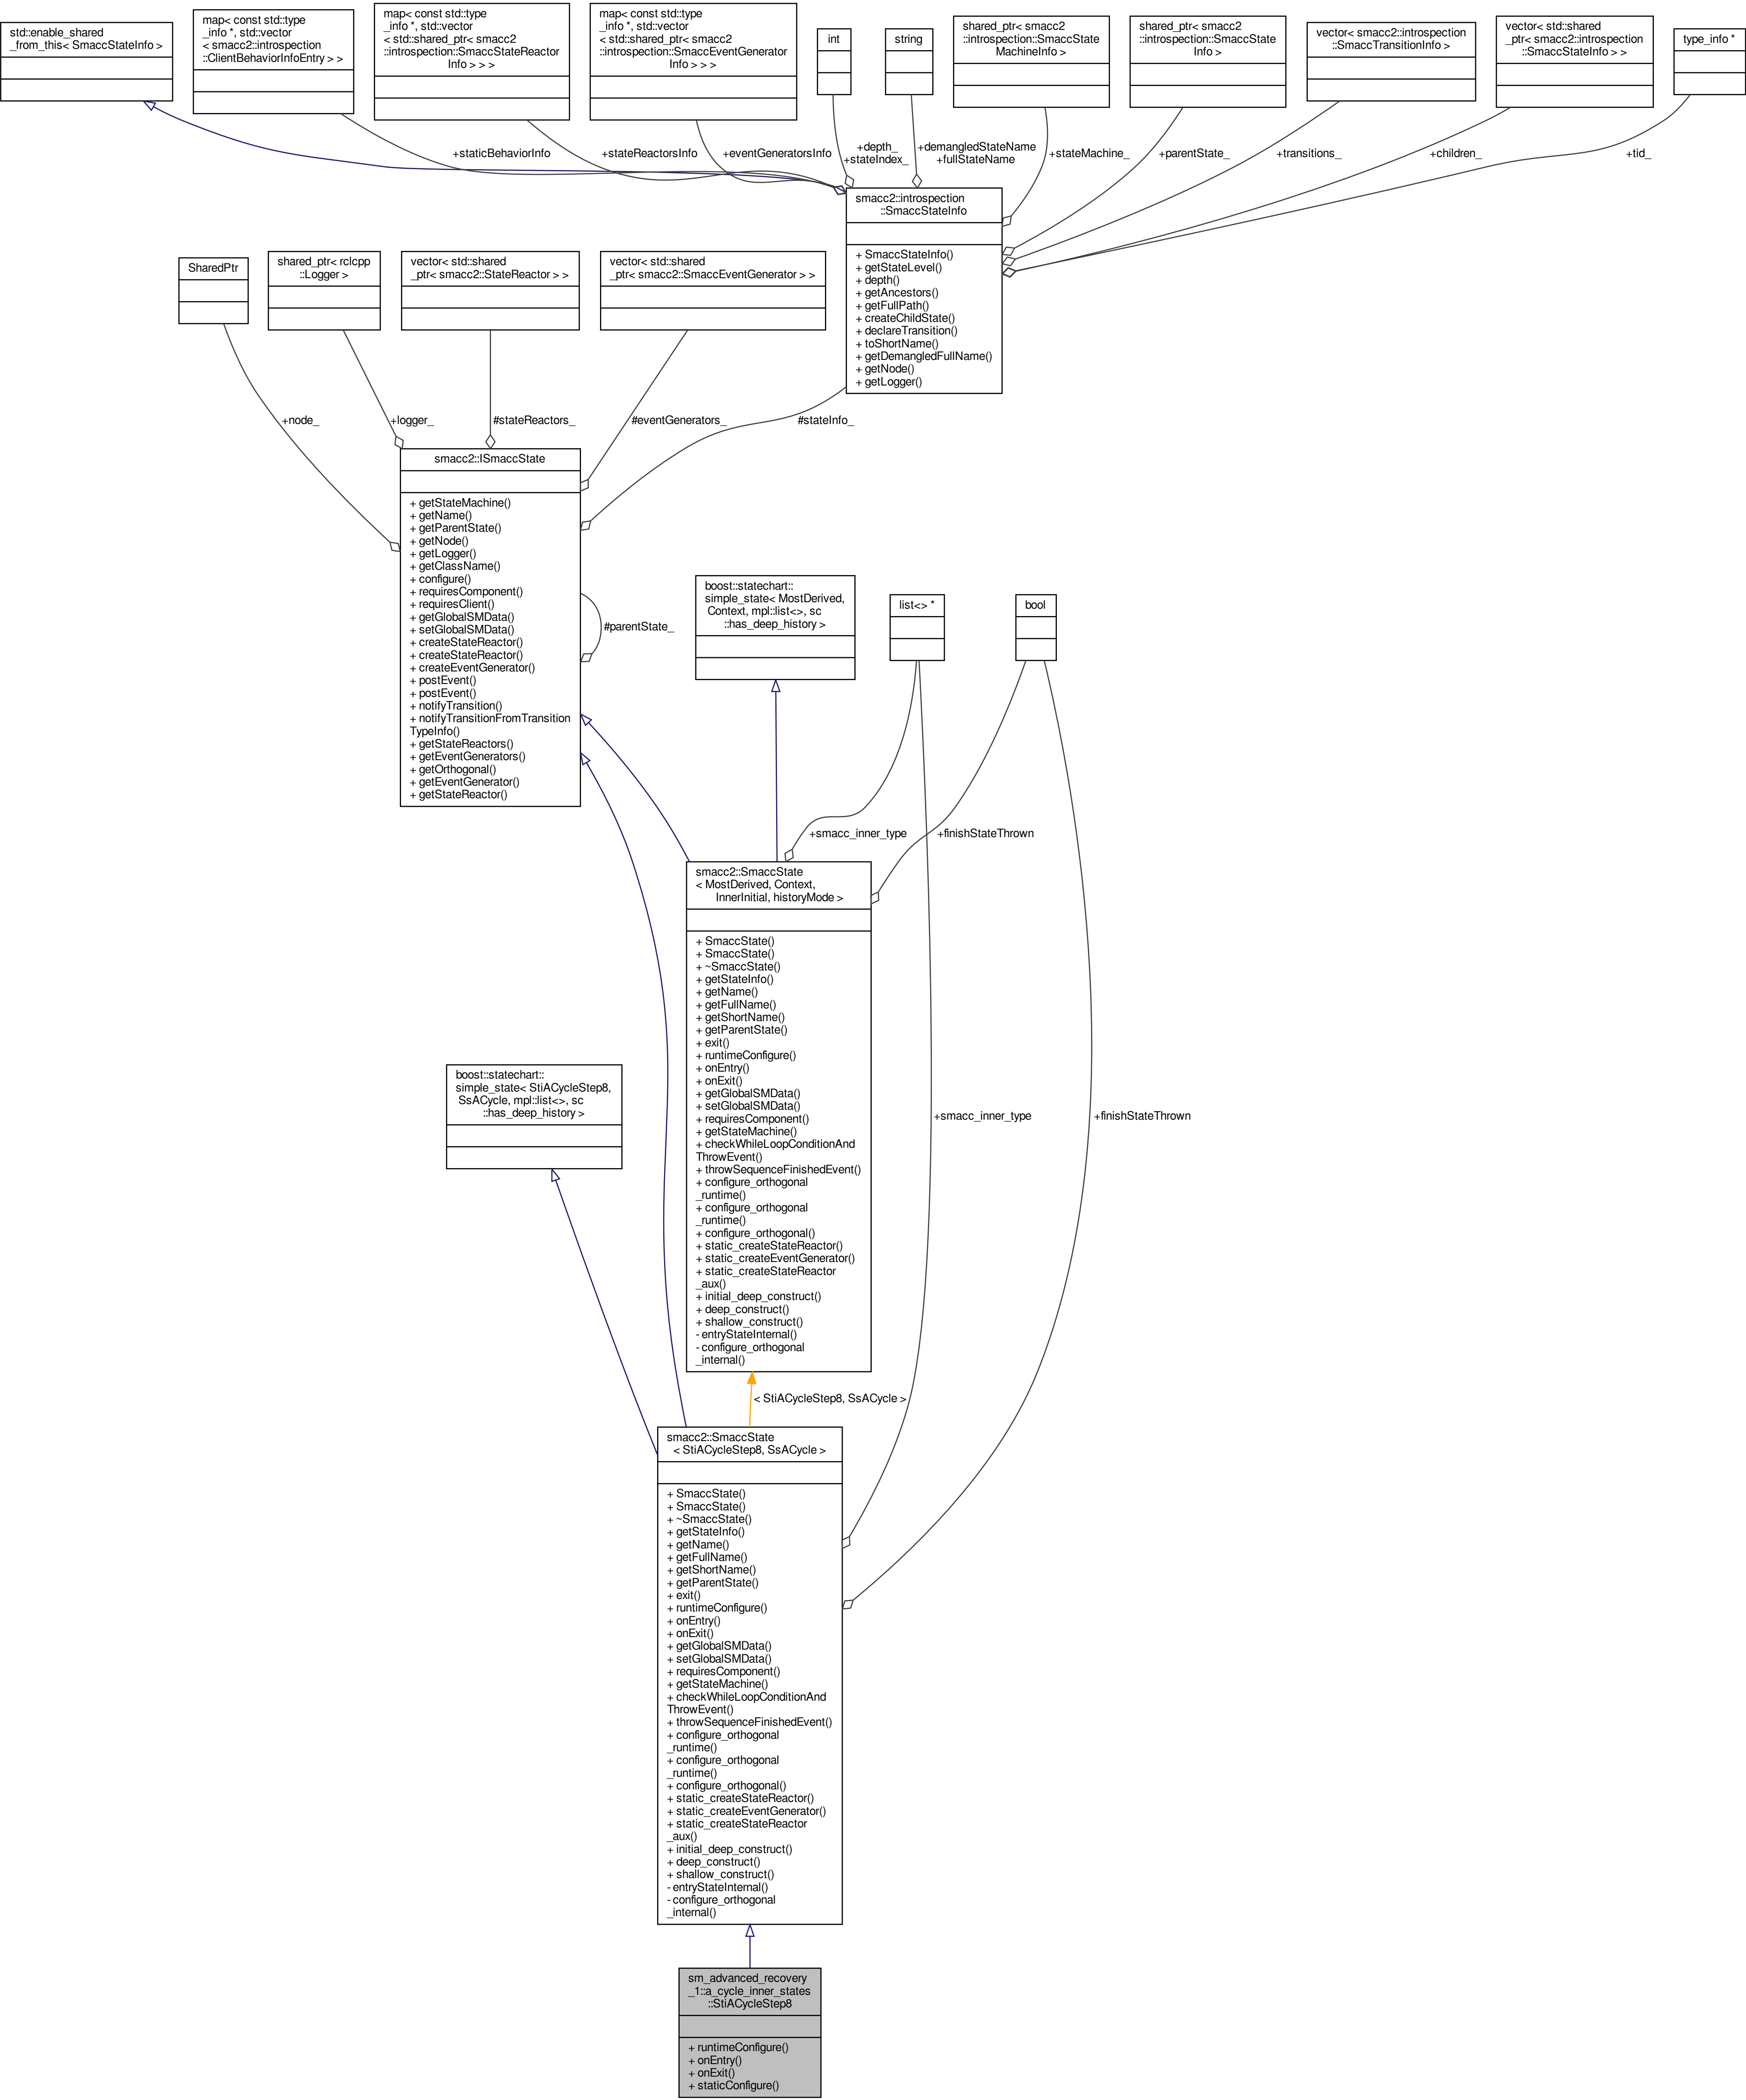 std::enable_shared
_from_this< SmaccStateInfo >
map< const std::type
_info *, std::vector
< smacc2::introspection
::ClientBehaviorInfoEntry > >
map< const std::type
_info *, std::vector
< std::shared_ptr< smacc2
::introspection::SmaccStateReactor
Info > > >
map< const std::type
_info *, std::vector
< std::shared_ptr< smacc2
::introspection::SmaccEventGenerator
Info > > >
int
string
shared_ptr< smacc2
::introspection::SmaccState
MachineInfo >
shared_ptr< smacc2
::introspection::SmaccState
Info >
vector< smacc2::introspection
::SmaccTransitionInfo >
vector< std::shared
_ptr< smacc2::introspection
::SmaccStateInfo > >
type_info *
+staticBehaviorInfo
+stateReactorsInfo
+eventGeneratorsInfo
+depth_
+stateIndex_
+demangledStateName
+fullStateName
+stateMachine_
+parentState_
+transitions_
+children_
+tid_
smacc2::introspection
::SmaccStateInfo
+ SmaccStateInfo()
+ getStateLevel()
+ depth()
+ getAncestors()
+ getFullPath()
+ createChildState()
+ declareTransition()
+ toShortName()
+ getDemangledFullName()
+ getNode()
+ getLogger()
SharedPtr
shared_ptr< rclcpp
::Logger >
vector< std::shared
_ptr< smacc2::StateReactor > >
vector< std::shared
_ptr< smacc2::SmaccEventGenerator > >
+node_
+logger_
#stateReactors_
#eventGenerators_
#stateInfo_
smacc2::ISmaccState
+ getStateMachine()
+ getName()
+ getParentState()
+ getNode()
+ getLogger()
+ getClassName()
+ configure()
+ requiresComponent()
+ requiresClient()
+ getGlobalSMData()
+ setGlobalSMData()
+ createStateReactor()
+ createStateReactor()
+ createEventGenerator()
+ postEvent()
+ postEvent()
+ notifyTransition()
+ notifyTransitionFromTransition
TypeInfo()
+ getStateReactors()
+ getEventGenerators()
+ getOrthogonal()
+ getEventGenerator()
+ getStateReactor()
#parentState_
boost::statechart::
simple_state< MostDerived,
Context, mpl::list<>, sc
::has_deep_history >
list<> *
bool
+smacc_inner_type
+finishStateThrown
smacc2::SmaccState
< MostDerived, Context,
InnerInitial, historyMode >
+ SmaccState()
+ SmaccState()
+ ~SmaccState()
+ getStateInfo()
+ getName()
+ getFullName()
+ getShortName()
+ getParentState()
+ exit()
+ runtimeConfigure()
+ onEntry()
+ onExit()
+ getGlobalSMData()
+ setGlobalSMData()
+ requiresComponent()
+ getStateMachine()
+ checkWhileLoopConditionAnd
ThrowEvent()
+ throwSequenceFinishedEvent()
+ configure_orthogonal
_runtime()
+ configure_orthogonal
_runtime()
+ configure_orthogonal()
+ static_createStateReactor()
+ static_createEventGenerator()
+ static_createStateReactor
_aux()
+ initial_deep_construct()
+ deep_construct()
+ shallow_construct()
- entryStateInternal()
- configure_orthogonal
_internal()
boost::statechart::
simple_state< StiACycleStep8,
SsACycle, mpl::list<>, sc
::has_deep_history >
+smacc_inner_type
+finishStateThrown
< StiACycleStep8, SsACycle >
smacc2::SmaccState
< StiACycleStep8, SsACycle >
+ SmaccState()
+ SmaccState()
+ ~SmaccState()
+ getStateInfo()
+ getName()
+ getFullName()
+ getShortName()
+ getParentState()
+ exit()
+ runtimeConfigure()
+ onEntry()
+ onExit()
+ getGlobalSMData()
+ setGlobalSMData()
+ requiresComponent()
+ getStateMachine()
+ checkWhileLoopConditionAnd
ThrowEvent()
+ throwSequenceFinishedEvent()
+ configure_orthogonal
_runtime()
+ configure_orthogonal
_runtime()
+ configure_orthogonal()
+ static_createStateReactor()
+ static_createEventGenerator()
+ static_createStateReactor
_aux()
+ initial_deep_construct()
+ deep_construct()
+ shallow_construct()
- entryStateInternal()
- configure_orthogonal
_internal()
sm_advanced_recovery
_1::a_cycle_inner_states
::StiACycleStep8
+ runtimeConfigure()
+ onEntry()
+ onExit()
+ staticConfigure()